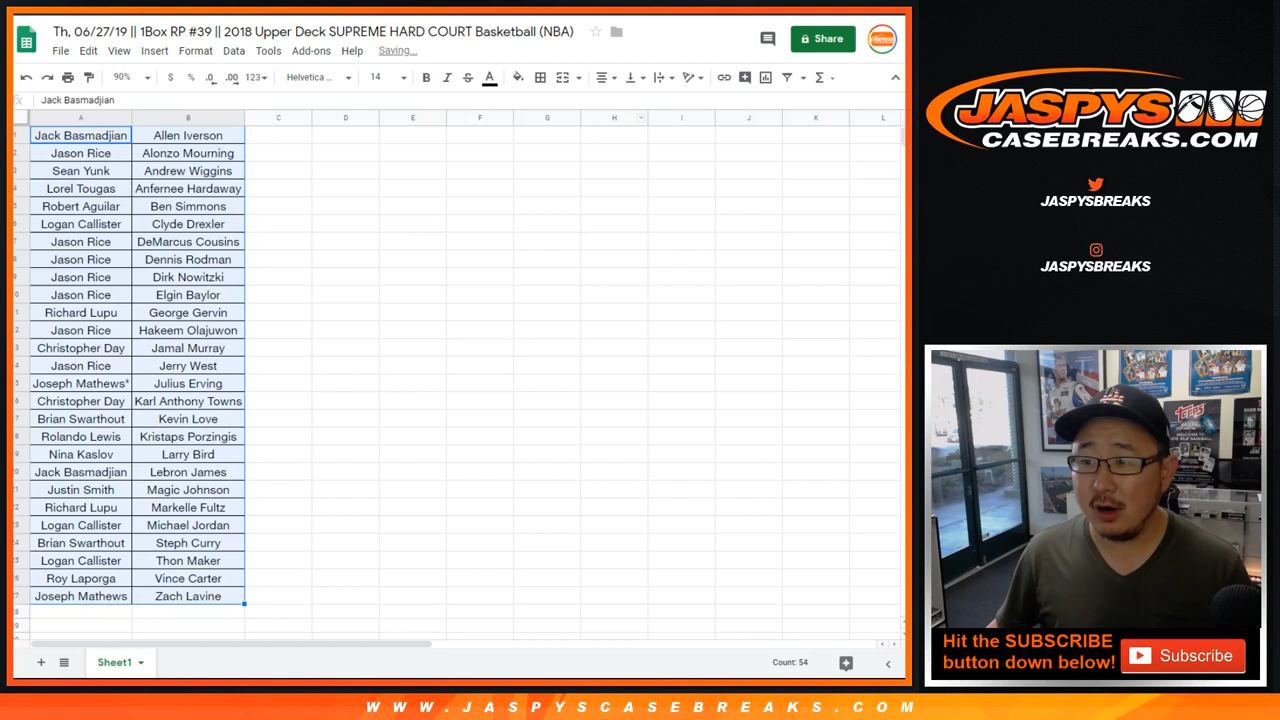 Th, 06/27/19 || 1Box RP #39 || 2018 Upper Deck SUPREME HARD COURT Basketball (NBA)
File Edit View Insert Format Data Tools Add-ons Help Saving...
Share
90% $ % .0 .00 123 Helvetica ... 14 B I S A
fx Jack Basmadjian
A B C D E F G H I J K L
Jack Basmadjian Allen Iverson
Jason Rice Alonzo Mourning
Sean Yunk Andrew Wiggins
Lorel Tougas Anfernee Hardaway
Robert Aguilar Ben Simmons
Logan Callister Clyde Drexler
Jason Rice DeMarcus Cousins
Jason Rice Dennis Rodman
Jason Rice Dirk Nowitzki
Jason Rice Elgin Baylor
Richard Lupu George Gervin
Jason Rice Hakeem Olajuwon
Christopher Day Jamal Murray
Jason Rice Jerry West
Joseph Mathews* Julius Erving
Christopher Day Karl Anthony Towns
Brian Swarthout Kevin Love
Rolando Lewis Kristaps Porzingis
Nina Kaslov Larry Bird
Jack Basmadjian Lebron James
Justin Smith Magic Johnson
Richard Lupu Markelle Fultz
Logan Callister Michael Jordan
Brian Swarthout Steph Curry
Logan Callister Thon Maker
Roy Laporga Vince Carter
Joseph Mathews Zach Lavine
Sheet1
Count: 54
JASPYS
CASEBREAKS.COM
JASPYSBREAKS
JASPYSBREAKS
TOPPS
Hit the SUBSCRIBE
button down below!
Subscribe
WWW.JASPYSCASEBREAKS.COM